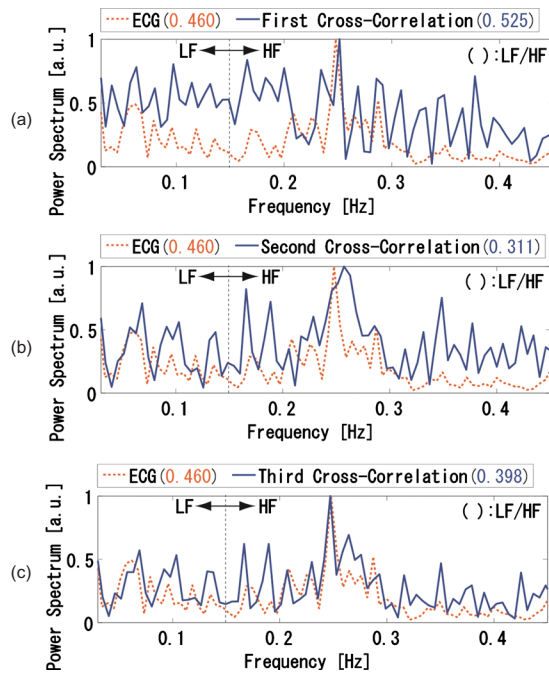 ECG(0.460) First Cross-Correlation(0.525)
(a)
Power Spectrum [a.u.]
1
0.5
0
LF HF
( ):LF/HF
0.1 0.2 0.3 0.4
Frequency [Hz]
ECG(0.460) Second Cross-Correlation(0.311)
(b)
Power Spectrum [a.u.]
1
0.5
0
LF HF
( ):LF/HF
0.1 0.2 0.3 0.4
Frequency [Hz]
ECG(0.460) Third Cross-Correlation(0.398)
(c)
Power Spectrum [a.u.]
1
0.5
0
LF HF
( ):LF/HF
0.1 0.2 0.3 0.4
Frequency [Hz]